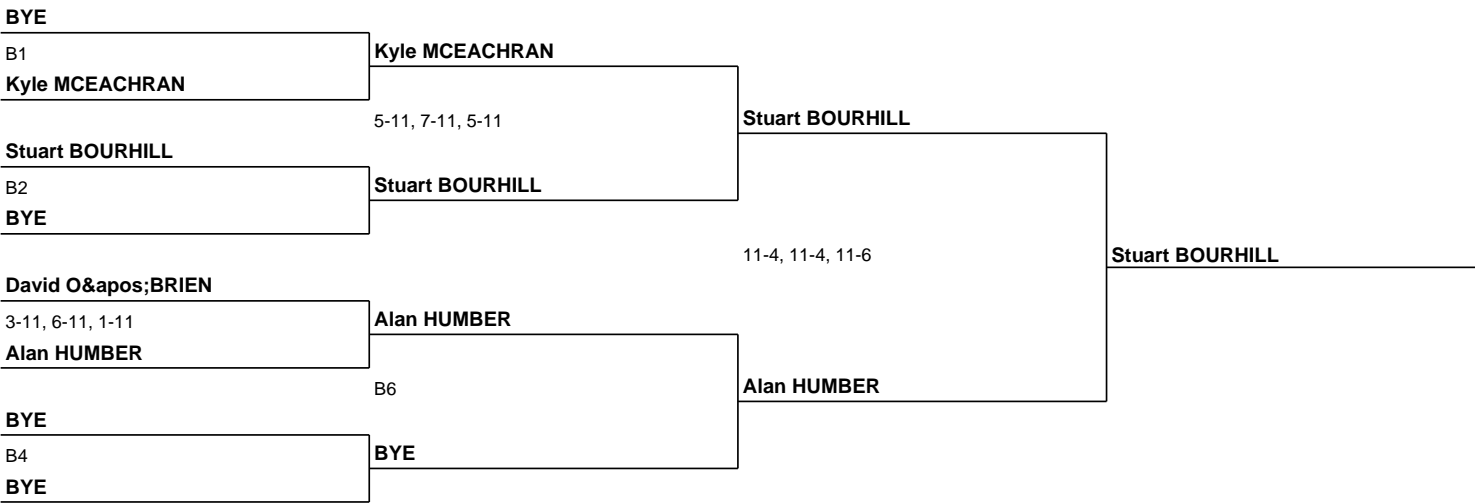 BYE
B1
Kyle MCEACHRAN
Kyle MCEACHRAN
5-11, 7-11, 5-11
Stuart BOURHILL
Stuart BOURHILL
B2
Stuart BOURHILL
BYE
11-4, 11-4, 11-6
Stuart BOURHILL
David O&apos;BRIEN
3-11, 6-11, 1-11
Alan HUMBER
Alan HUMBER
B6
Alan HUMBER
BYE
B4
BYE
BYE